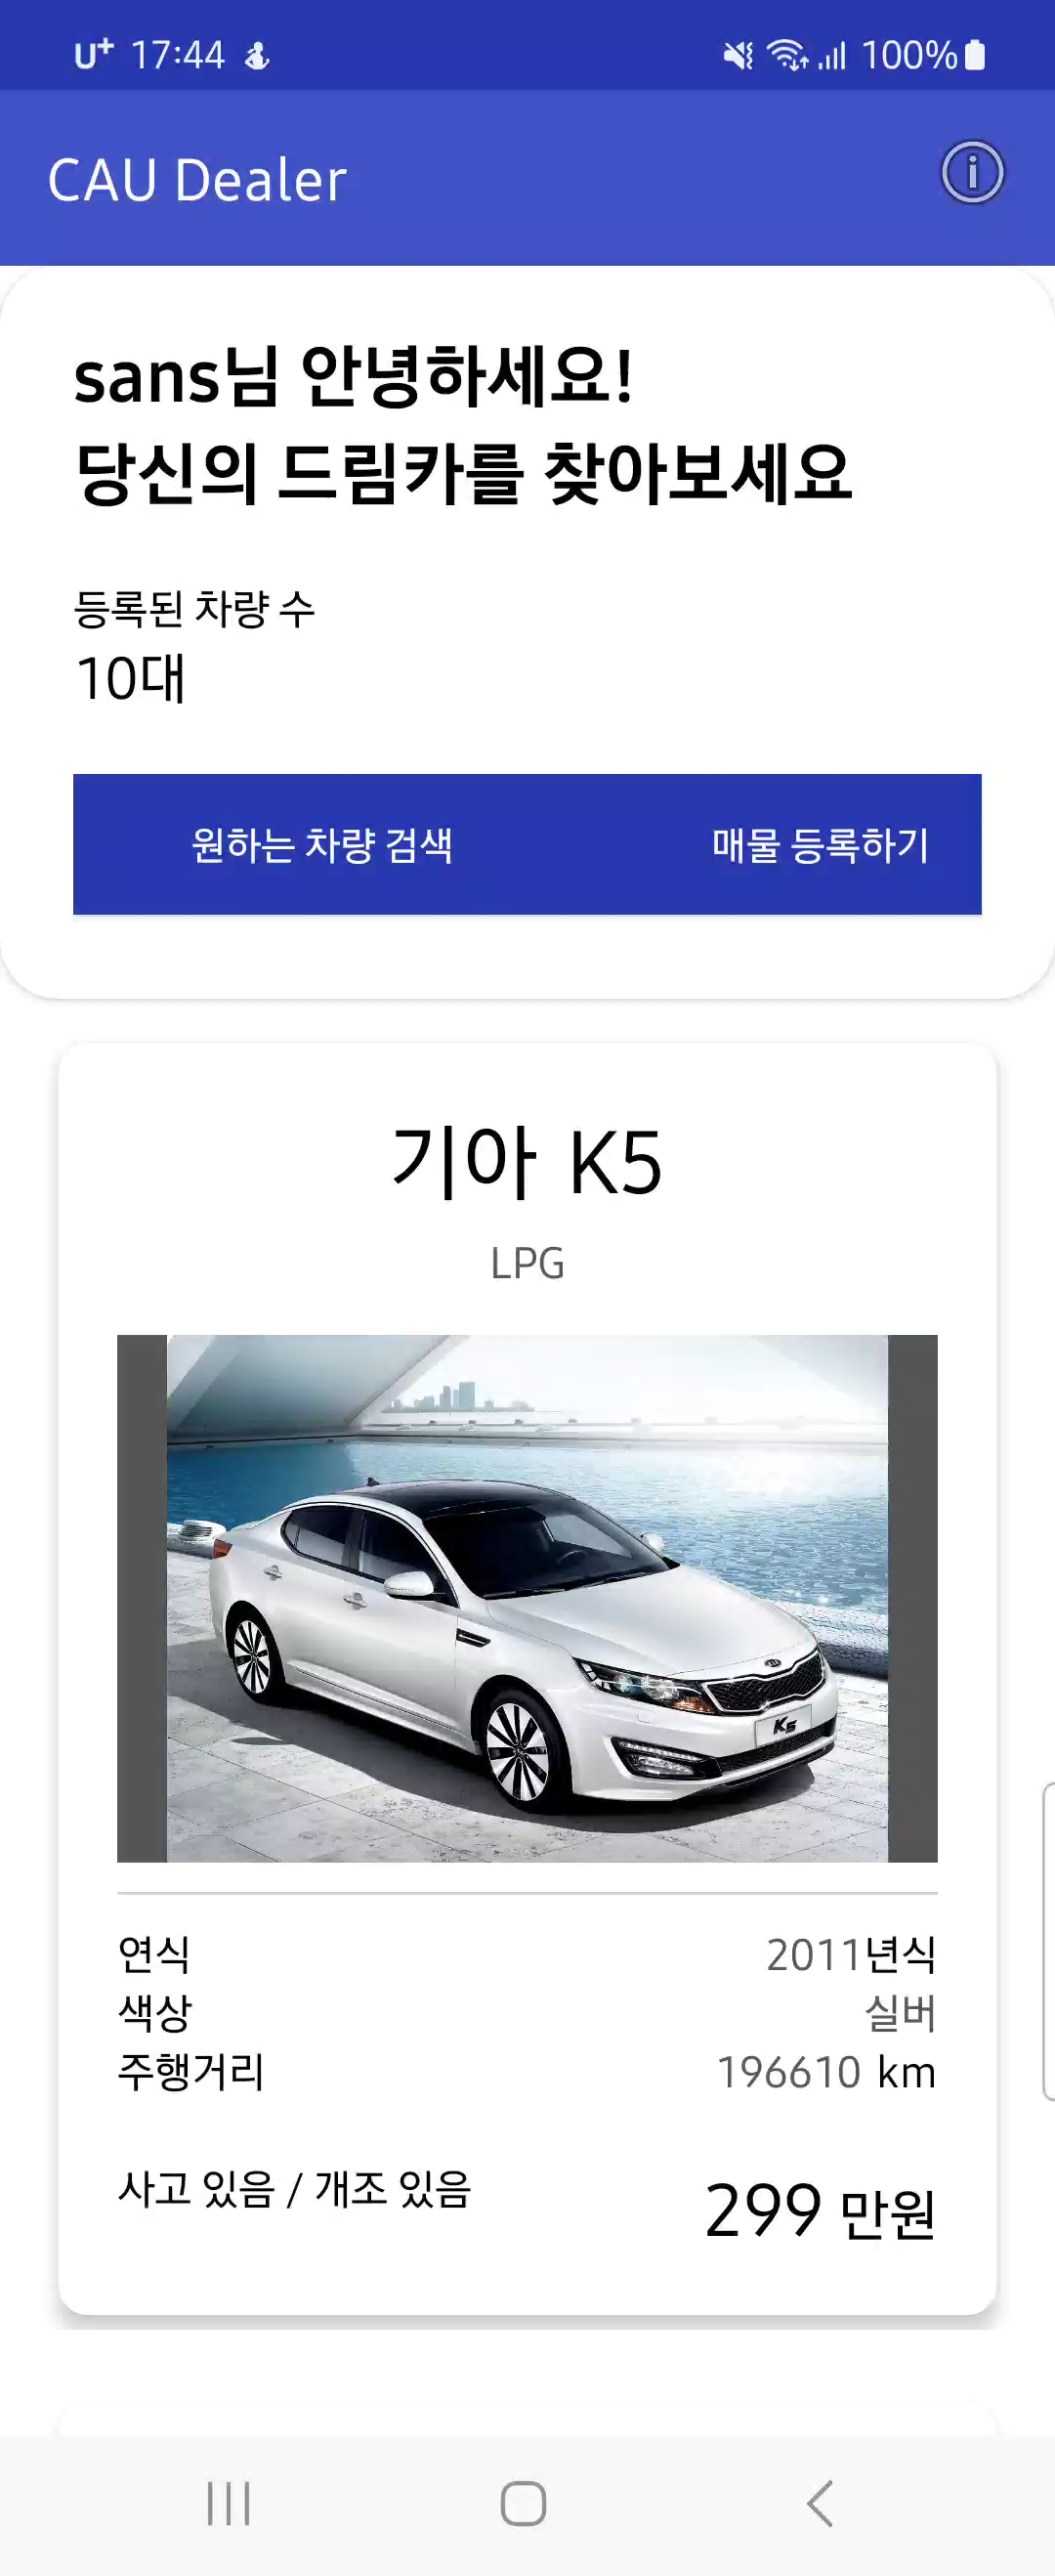 U+ 17:44 100%
CAU Dealer
sans님 안녕하세요!
당신의 드림카를 찾아보세요
등록된 차량 수
10대
원하는 차량 검색 매물 등록하기
기아 K5
LPG
KIA
K5
연식 2011년식
색상 실버
주행거리 196610 km
사고 있음 / 개조 있음 299 만원